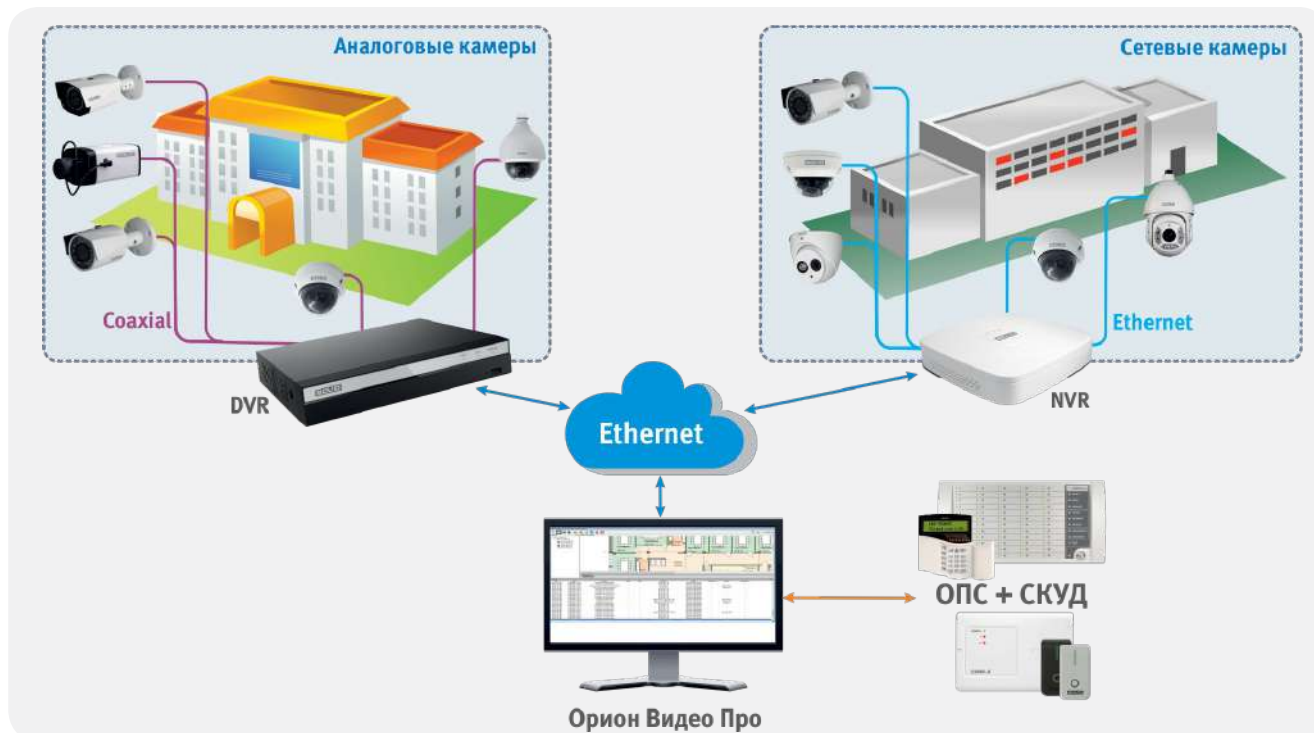 Аналоговые камеры
Сетевые камеры
Coaxial
Ethernet
DVR
NVR
Ethernet
ОПС + СКУД
Орион Видео Про